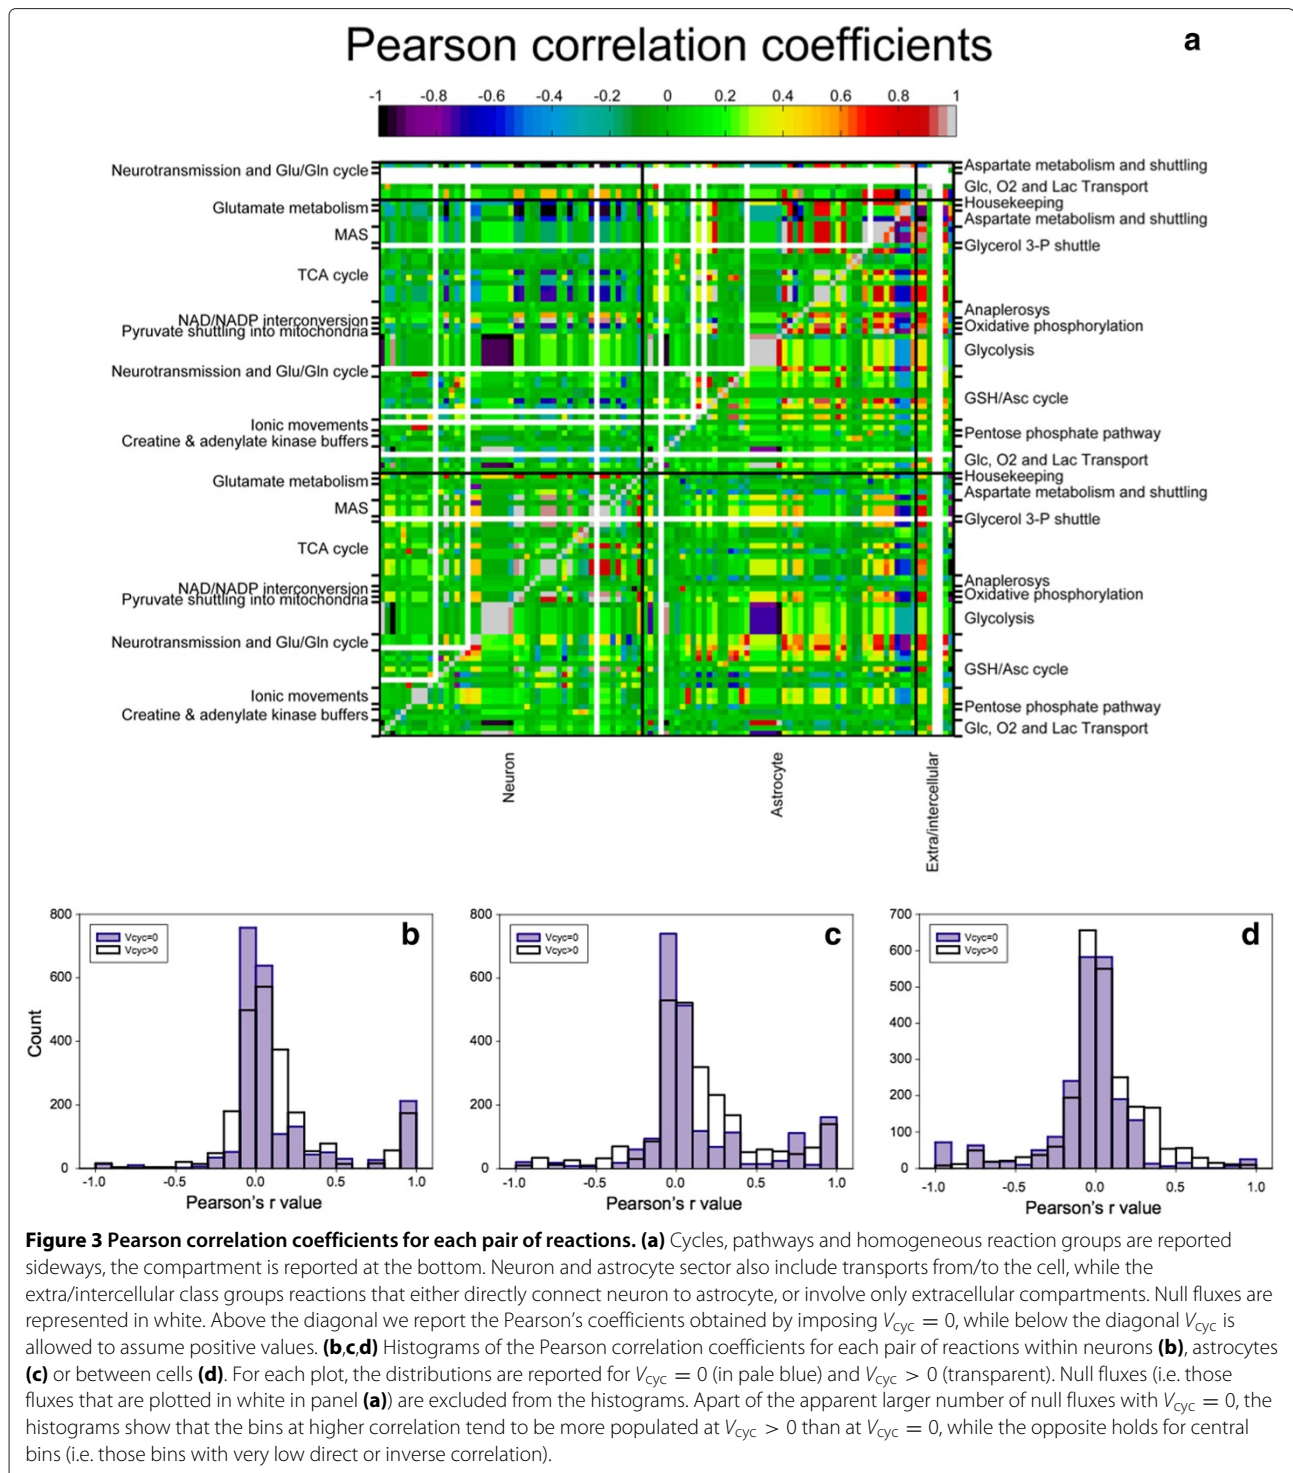 Pearson correlation coefficients
a
-1 -0.8 -0.6 -0.4 -0.2 0 0.2 0.4 0.6 0.8 1
Neurotransmission and Glu/Gln cycle
Glutamate metabolism
MAS
TCA cycle
NAD/NADP interconversion
Pyruvate shuttling into mitochondria
Neurotransmission and Glu/Gln cycle
Ionic movements
Creatine & adenylate kinase buffers
Glutamate metabolism
MAS
TCA cycle
NAD/NADP interconversion
Pyruvate shuttling into mitochondria
Neurotransmission and Glu/Gln cycle
Ionic movements
Creatine & adenylate kinase buffers
Aspartate metabolism and shuttling
Glc, O2 and Lac Transport
Housekeeping
Aspartate metabolism and shuttling
Glycerol 3-P shuttle
Anaplerosys
Oxidative phosphorylation
Glycolysis
GSH/Asc cycle
Pentose phosphate pathway
Glc, O2 and Lac Transport
Housekeeping
Aspartate metabolism and shuttling
Glycerol 3-P shuttle
Anaplerosys
Oxidative phosphorylation
Glycolysis
GSH/Asc cycle
Pentose phosphate pathway
Glc, O2 and Lac Transport
Neuron
Astrocyte
Extra/intercellular
b
Vcyc=0
Vcyc>0
800
600
400
200
0
Count
-1.0 -0.5 0.0 0.5 1.0
Pearson's r value
c
Vcyc=0
Vcyc>0
800
600
400
200
0
-1.0 -0.5 0.0 0.5 1.0
Pearson's r value
d
Vcyc=0
Vcyc>0
700
600
500
400
300
200
100
0
-1.0 -0.5 0.0 0.5 1.0
Pearson's r value
Figure 3 Pearson correlation coefficients for each pair of reactions. (a) Cycles, pathways and homogeneous reaction groups are reported
sideways, the compartment is reported at the bottom. Neuron and astrocyte sector also include transports from/to the cell, while the
extra/intercellular class groups reactions that either directly connect neuron to astrocyte, or involve only extracellular compartments. Null fluxes are
represented in white. Above the diagonal we report the Pearson's coefficients obtained by imposing Vcyc = 0, while below the diagonal Vcyc is
allowed to assume positive values. (b,c,d) Histograms of the Pearson correlation coefficients for each pair of reactions within neurons (b), astrocytes
(c) or between cells (d). For each plot, the distributions are reported for Vcyc = 0 (in pale blue) and Vcyc > 0 (transparent). Null fluxes (i.e. those
fluxes that are plotted in white in panel (a)) are excluded from the histograms. Apart of the apparent larger number of null fluxes with Vcyc = 0, the
histograms show that the bins at higher correlation tend to be more populated at Vcyc > 0 than at Vcyc = 0, while the opposite holds for central
bins (i.e. those bins with very low direct or inverse correlation).